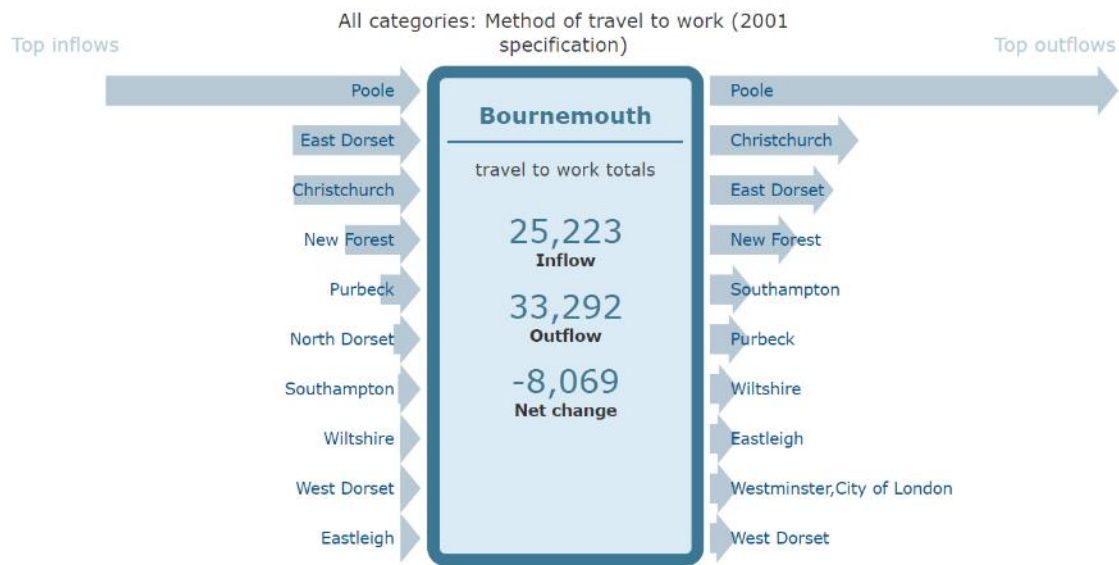 All categories: Method of travel to work (2001
specification)
Top inflows
Top outflows
Poole
East Dorset
Christchurch
New Forest
Purbeck
North Dorset
Southampton
Wiltshire
West Dorset
Eastleigh
Bournemouth
travel to work totals
25,223
Inflow
33,292
Outflow
-8,069
Net change
Poole
Christchurch
East Dorset
New Forest
Southampton
Purbeck
Wiltshire
Eastleigh
Westminster,City of London
West Dorset